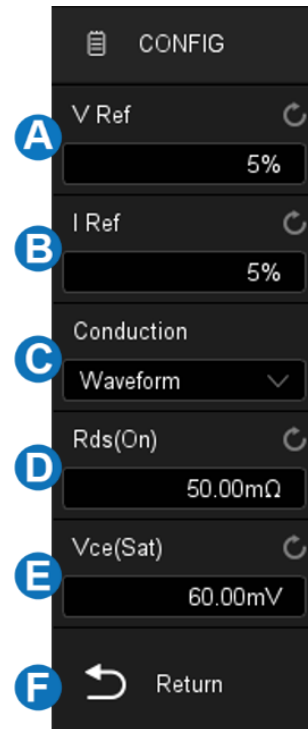 CONFIG
A
V Ref
5%
B
I Ref
5%
C
Conduction
Waveform
D
Rds(On)
50.00mΩ
E
Vce(Sat)
60.00mV
F
Return